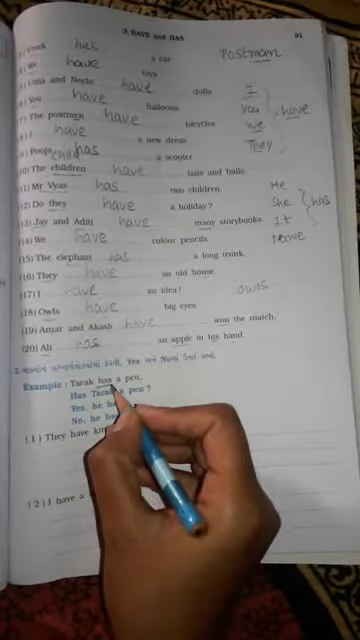 3. HAVE and HAS 91
(3) Vivek has a car.
(4) We have toys
(5) Uma and Neela have dolls
(6) You have balloons.
(7) The postmen have bicycles.
(8) I have a new dress.
(9) Pooja has a scooter
child
(10) The children have bats and balls.
(11) Mr Vyas has two children.
(12) Do they have a holiday?
(13) Jay and Adit have many storybooks.
(14) We have colour pencils.
(15) The elephant has a long trunk.
(16) They have an old house.
(17) I have an idea!
(18) Owls have big eyes.
(19) Amar and Akash have won the match.
(20) Ali has an apple in his hand.
Postman
I
You
We
They
have
He
She
It
Name
has
owls
Example : Tarak has a pen.
Has Tarak a pen ?
Yes, he
No, he
(1) They have
(2) I have a